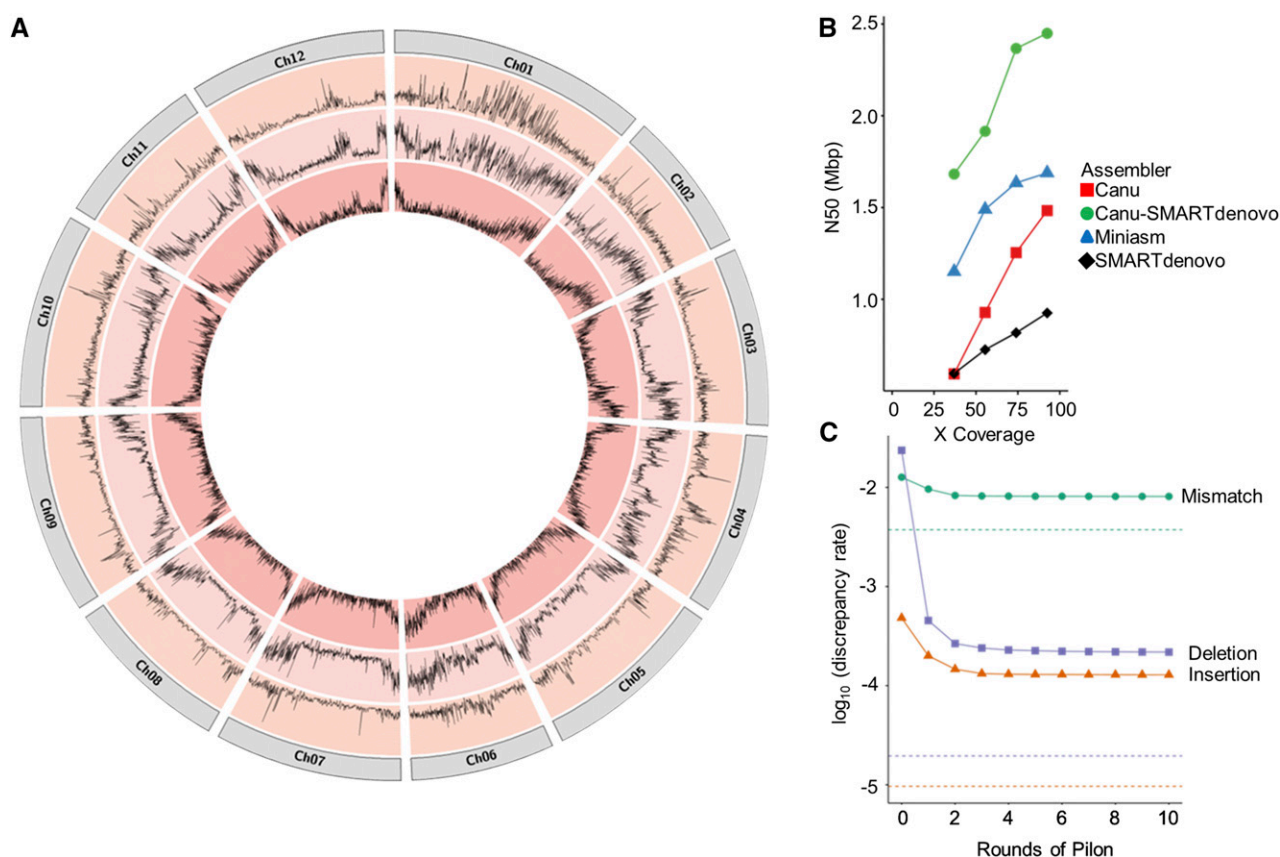 A
Ch01
Ch02
Ch03
Ch04
Ch05
Ch06
Ch07
Ch08
Ch09
Ch10
Ch11
Ch12
B
2.5
2.0
1.5
1.0
N50 (Mbp)
0 25 50 75 100
X Coverage
Assembler
Canu
Canu-SMARTdenovo
Miniasm
SMARTdenovo
C
-2
-3
-4
-5
log10 (discrepancy rate)
Mismatch
Deletion
Insertion
0 2 4 6 8 10
Rounds of Pilon